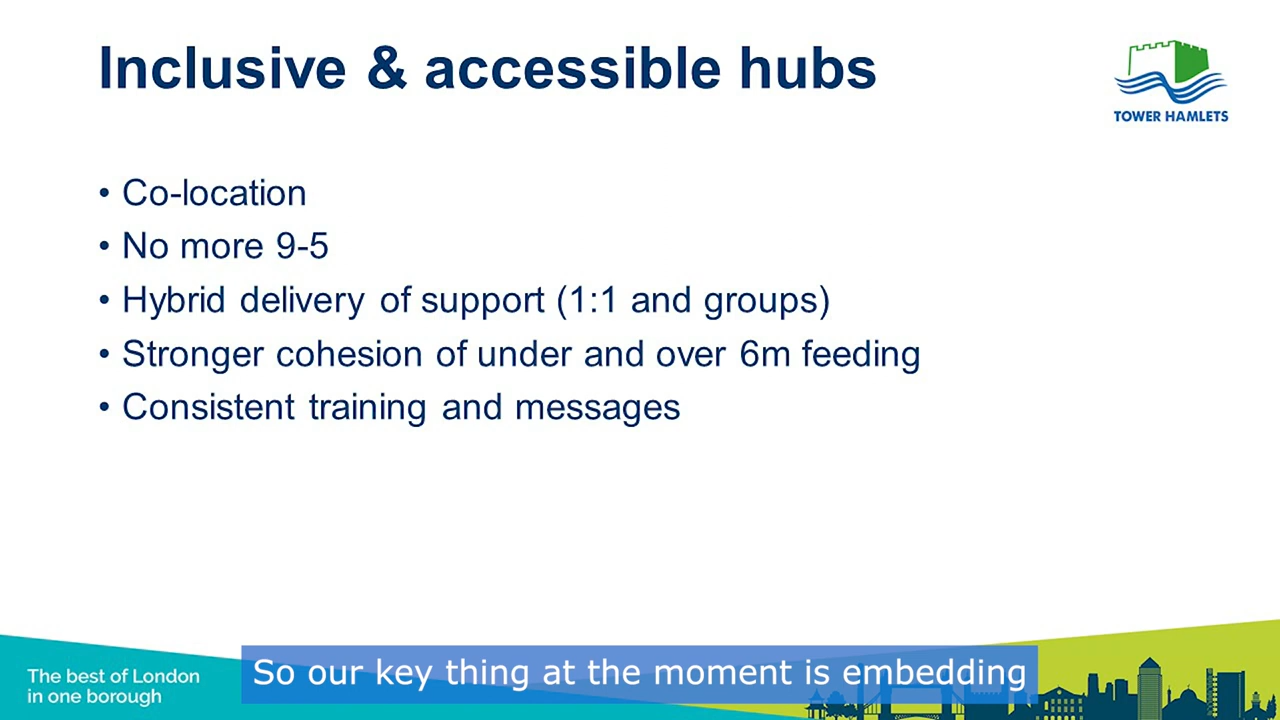 Inclusive & accessible hubs
TOWER HAMLETS
• Co-location
• No more 9-5
• Hybrid delivery of support (1:1 and groups)
• Stronger cohesion of under and over 6m feeding
• Consistent training and messages
The best of London
in one borough
So our key thing at the moment is embedding